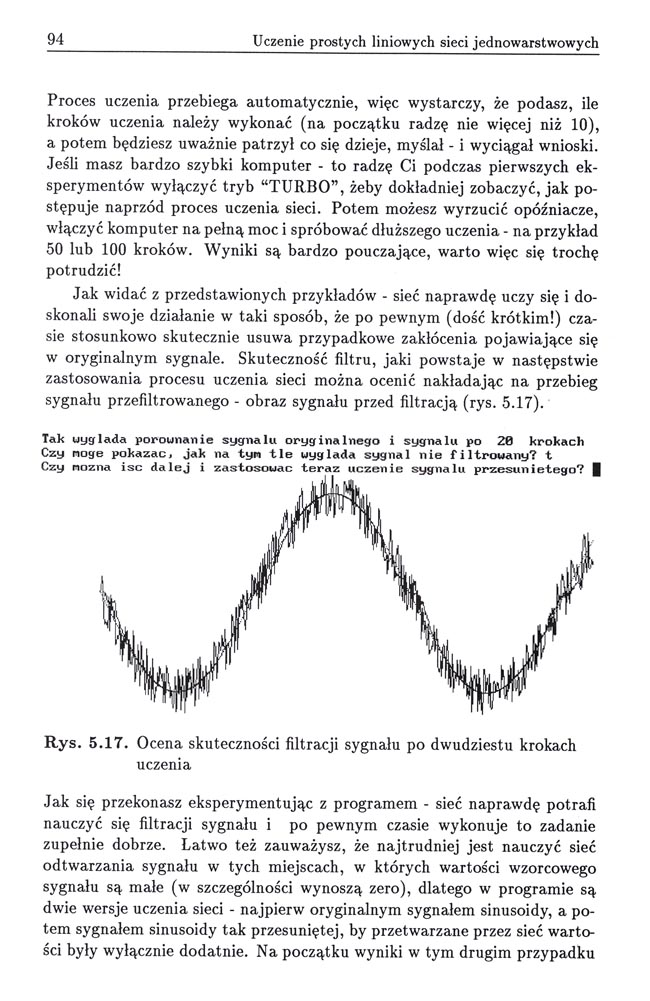 94 Uczenie prostych liniowych sieci jednowarstwowych
Proces uczenia przebiega automatycznie, więc wystarczy, że podasz, ile
kroków uczenia należy wykonać (na początku radzę nie więcej niż 10),
a potem będziesz uważnie patrzył co się dzieje, myślał - i wyciągał wnioski.
Jeśli masz bardzo szybki komputer - to radzę Ci podczas pierwszych ek-
sperymentów wyłączyć tryb “TURBO”, żeby dokładniej zobaczyć, jak po-
stępuje naprzód proces uczenia sieci. Potem możesz wyrzucić opóźniacze,
włączyć komputer na pełną moc i spróbować dłuższego uczenia - na przykład
50 lub 100 kroków. Wyniki są bardzo pouczające, warto więc się trochę
potrudzić!
Jak widać z przedstawionych przykładów - sieć naprawdę uczy się i do-
skonali swoje działanie w taki sposób, że po pewnym (dość krótkim!) cza-
sie stosunkowo skutecznie usuwa przypadkowe zakłócenia pojawiające się
w oryginalnym sygnale. Skuteczność filtru, jaki powstaje w następstwie
zastosowania procesu uczenia sieci można ocenić nakładając na przebieg
sygnału przefiltrowanego - obraz sygnału przed filtracją (rys. 5.17).
Tak wyglada porownanie sygnalu oryginalnego i sygnalu po 20 krokach
Czy moge pokazac, jak na tym tle wyglada sygnal nie filtrowany? t
Czy mozna isc dalej i zastosowac teraz uczenie sygnalu przesunietego?
Rys. 5.17. Ocena skuteczności filtracji sygnału po dwudziestu krokach
uczenia
Jak się przekonasz eksperymentując z programem - sieć naprawdę potrafi
nauczyć się filtracji sygnału i po pewnym czasie wykonuje to zadanie
zupełnie dobrze. Łatwo też zauważysz, że najtrudniej jest nauczyć sieć
odtwarzania sygnału w tych miejscach, w których wartości wzorcowego
sygnału są małe (w szczególności wynoszą zero), dlatego w programie są
dwie wersje uczenia sieci - najpierw oryginalnym sygnałem sinusoidy, a po-
tem sygnałem sinusoidy tak przesuniętej, by przetwarzane przez sieć warto-
ści były wyłącznie dodatnie. Na początku wyniki w tym drugim przypadku